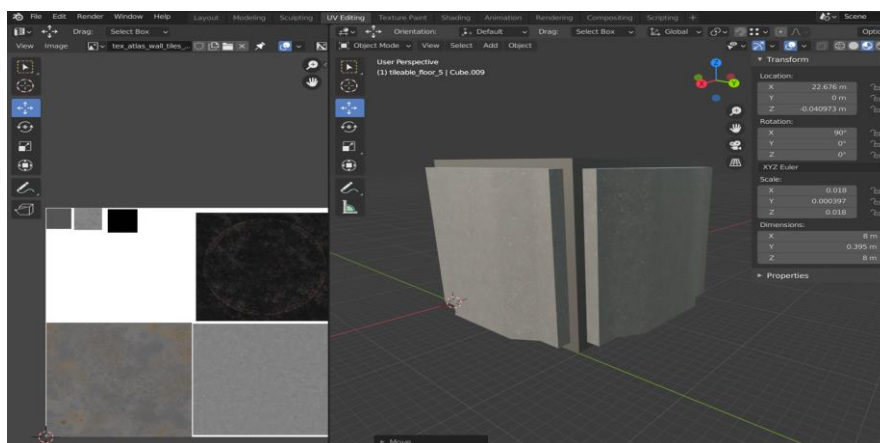 File Edit Render Window Help Layout Modeling Sculpting UV Editing Texture Paint Shading Animation Rendering Compositing Scripting + Scene
Drag: Select Box
View Image tex_atlas_wall_tiles_..
Orientation: Default Drag: Select Box Global Optio
Object Mode View Select Add Object
User Perspective
(1) tileable_floor_5 | Cube.009
Z
X
Y
Transform
Location:
X 22.676 m
Y 0 m
Z -0.040973 m
Rotation:
X 90°
Y 0°
Z 0°
XYZ Euler
Scale:
X 0.018
Y 0.000397
Z 0.018
Dimensions:
X 8 m
Y 0.395 m
Z 8 m
Properties
Move